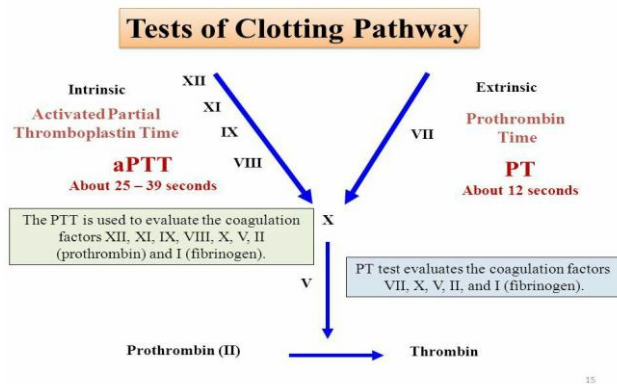 Tests of Clotting Pathway
Intrinsic
Activated Partial
Thromboplastin Time
aPTT
About 25 – 39 seconds
XII
XI
IX
VIII
Extrinsic
Prothrombin
Time
PT
About 12 seconds
VII
The PTT is used to evaluate the coagulation
factors XII, XI, IX, VIII, X, V, II
(prothrombin) and I (fibrinogen).
X
V
PT test evaluates the coagulation factors
VII, X, V, II, and I (fibrinogen).
Prothrombin (II)
Thrombin
15